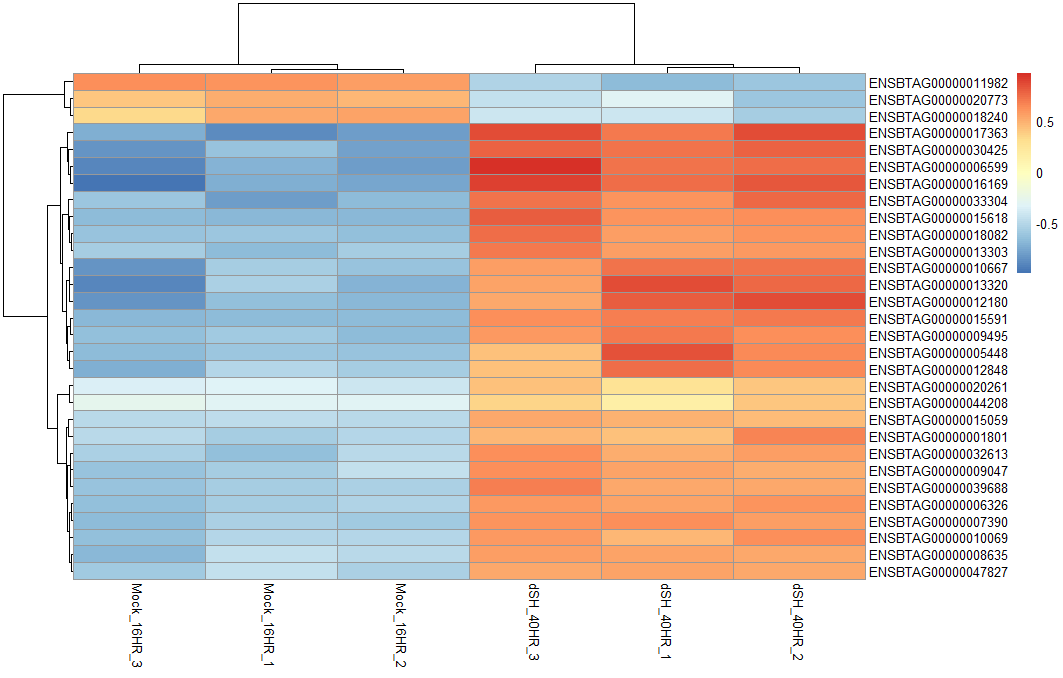 ENSBTAG00000011982
ENSBTAG00000020773
ENSBTAG00000018240
ENSBTAG00000017363
ENSBTAG00000030425
ENSBTAG00000006599
ENSBTAG00000016169
ENSBTAG00000033304
ENSBTAG00000015618
ENSBTAG00000018082
ENSBTAG00000013303
ENSBTAG00000010667
ENSBTAG00000013320
ENSBTAG00000012180
ENSBTAG00000015591
ENSBTAG00000009495
ENSBTAG00000005448
ENSBTAG00000012848
ENSBTAG00000020261
ENSBTAG00000044208
ENSBTAG00000015059
ENSBTAG00000001801
ENSBTAG00000032613
ENSBTAG00000009047
ENSBTAG00000039688
ENSBTAG00000006326
ENSBTAG00000007390
ENSBTAG00000010069
ENSBTAG00000008635
ENSBTAG00000047827
0.5
0
-0.5
Mock_16HR_3
Mock_16HR_1
Mock_16HR_2
dSH_40HR_3
dSH_40HR_1
dSH_40HR_2